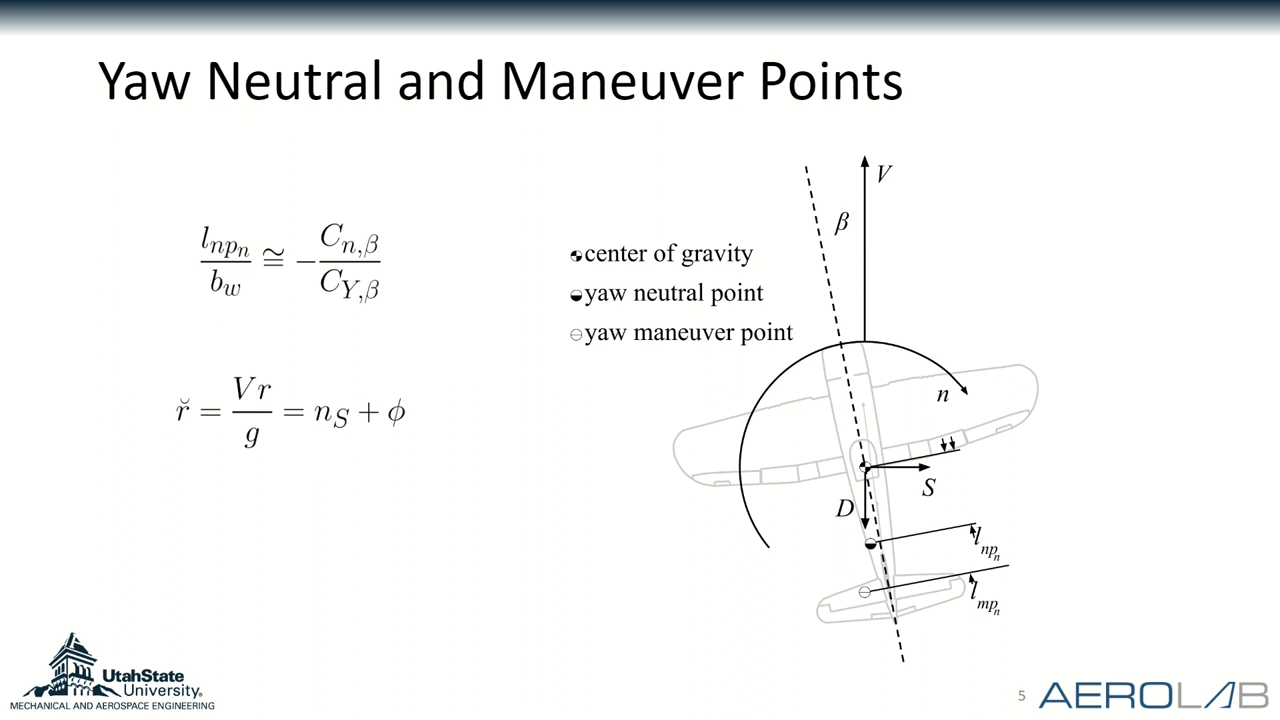 Yaw Neutral and Maneuver Points
l_{np_n} / b_w ≅ − C_{n,β} / C_{Y,β}
r̆ = V r / g = n_S + ϕ
center of gravity
yaw neutral point
yaw maneuver point
V
β
n
S
D
l_{np_n}
l_{mp_n}
UtahState
University®
MECHANICAL AND AEROSPACE ENGINEERING
5
AEROLAB